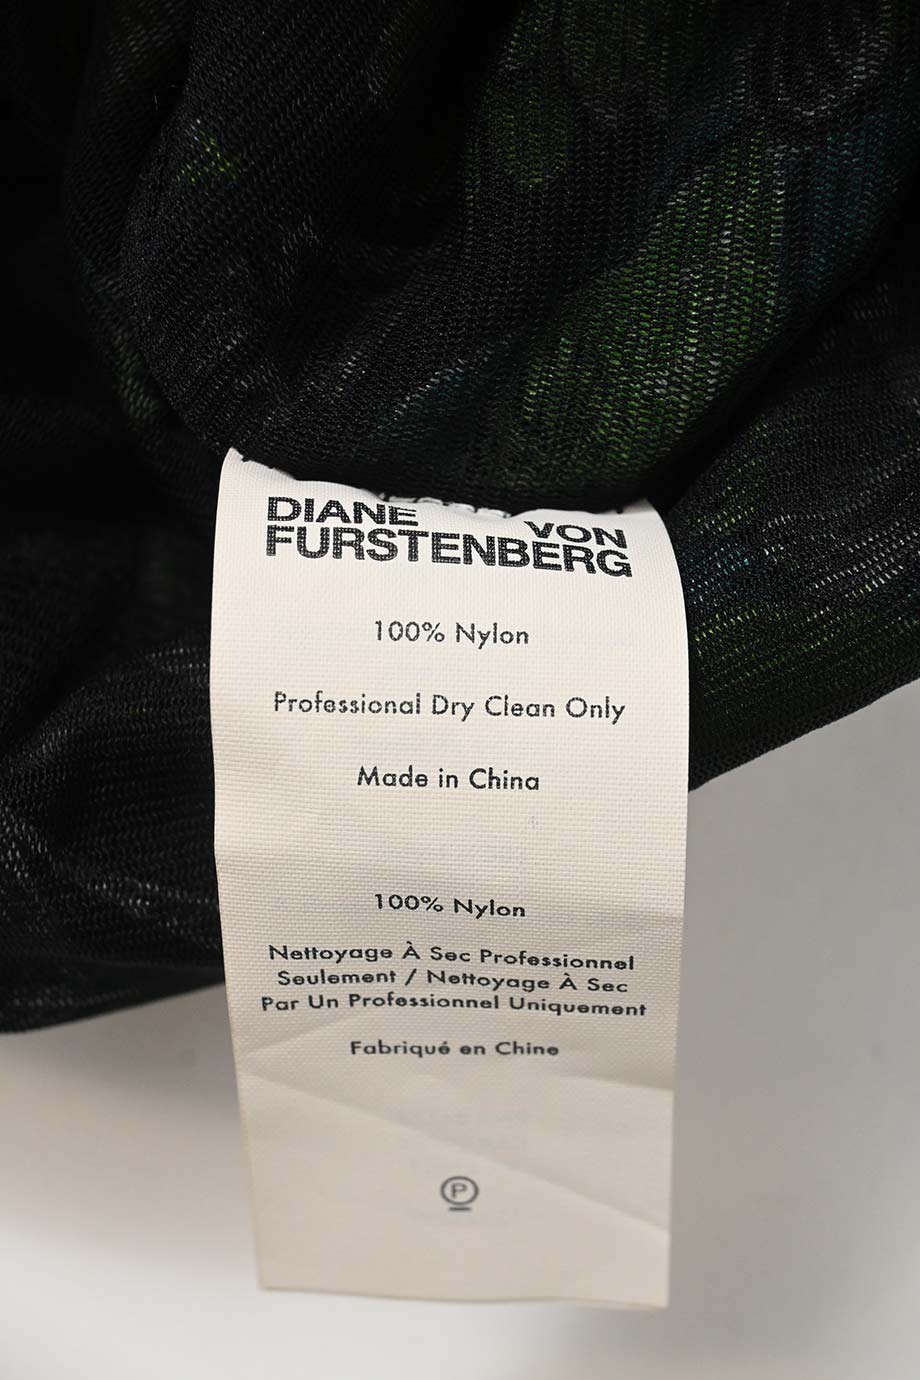 DIANE VON
FURSTENBERG
100% Nylon
Professional Dry Clean Only
Made in China
100% Nylon
Nettoyage À Sec Professionnel
Seulement / Nettoyage À Sec
Par Un Professionnel Uniquement
Fabriqué en Chine
P